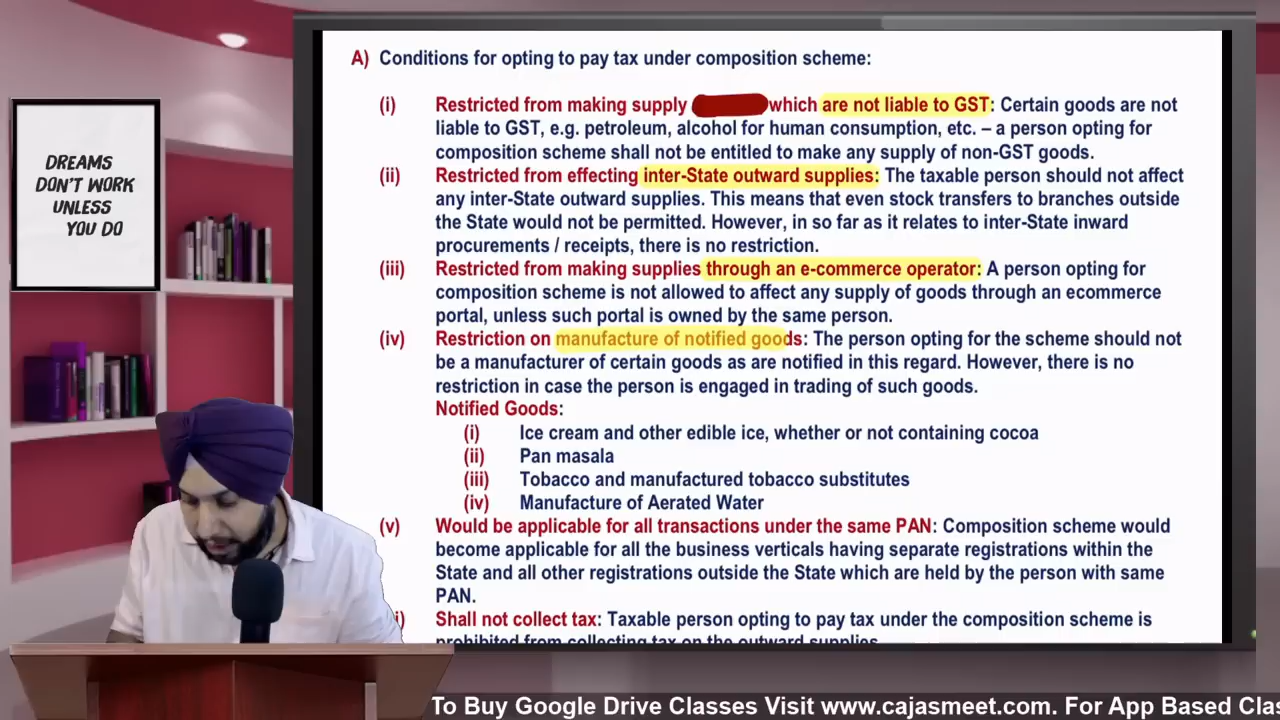 DREAMS
DON'T WORK
UNLESS
YOU DO
A) Conditions for opting to pay tax under composition scheme:
(i) Restricted from making supply which are not liable to GST: Certain goods are not
liable to GST, e.g. petroleum, alcohol for human consumption, etc. – a person opting for
composition scheme shall not be entitled to make any supply of non-GST goods.
(ii) Restricted from effecting inter-State outward supplies: The taxable person should not affect
any inter-State outward supplies. This means that even stock transfers to branches outside
the State would not be permitted. However, in so far as it relates to inter-State inward
procurements / receipts, there is no restriction.
(iii) Restricted from making supplies through an e-commerce operator: A person opting for
composition scheme is not allowed to affect any supply of goods through an ecommerce
portal, unless such portal is owned by the same person.
(iv) Restriction on manufacture of notified goods: The person opting for the scheme should not
be a manufacturer of certain goods as are notified in this regard. However, there is no
restriction in case the person is engaged in trading of such goods.
Notified Goods:
(i) Ice cream and other edible ice, whether or not containing cocoa
(ii) Pan masala
(iii) Tobacco and manufactured tobacco substitutes
(iv) Manufacture of Aerated Water
(v) Would be applicable for all transactions under the same PAN: Composition scheme would
become applicable for all the business verticals having separate registrations within the
State and all other registrations outside the State which are held by the person with same
PAN.
Shall not collect tax: Taxable person opting to pay tax under the composition scheme is
prohibited from collecting tax on the outward supplies.
To Buy Google Drive Classes Visit www.cajasmeet.com. For App Based Clas